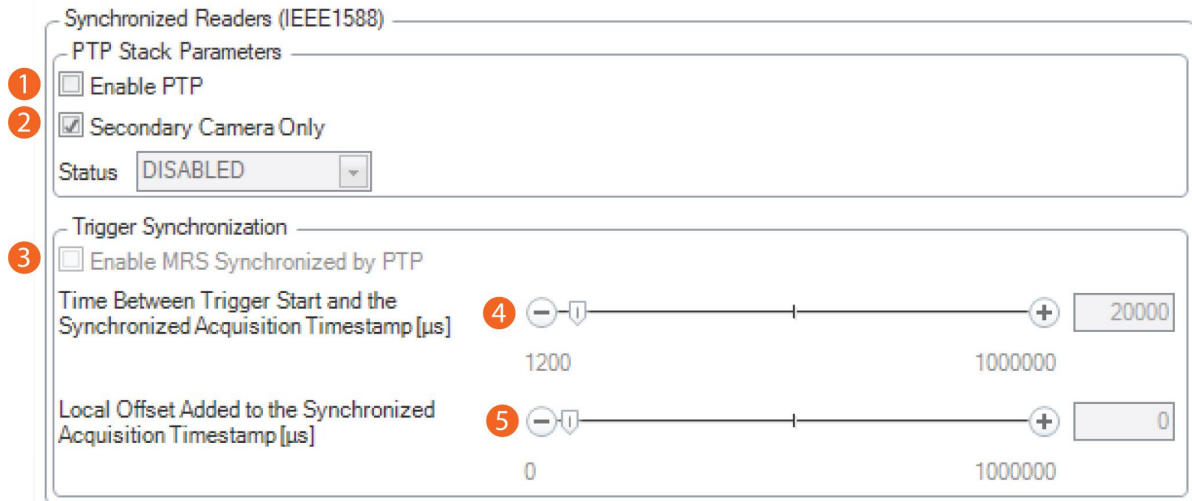 Synchronized Readers (IEEE1588)
PTP Stack Parameters
1 Enable PTP
2 Secondary Camera Only
Status DISABLED
Trigger Synchronization
3 Enable MRS Synchronized by PTP
Time Between Trigger Start and the
Synchronized Acquisition Timestamp [µs]
4 20000
1200 1000000
Local Offset Added to the Synchronized
Acquisition Timestamp [µs]
5 0
0 1000000